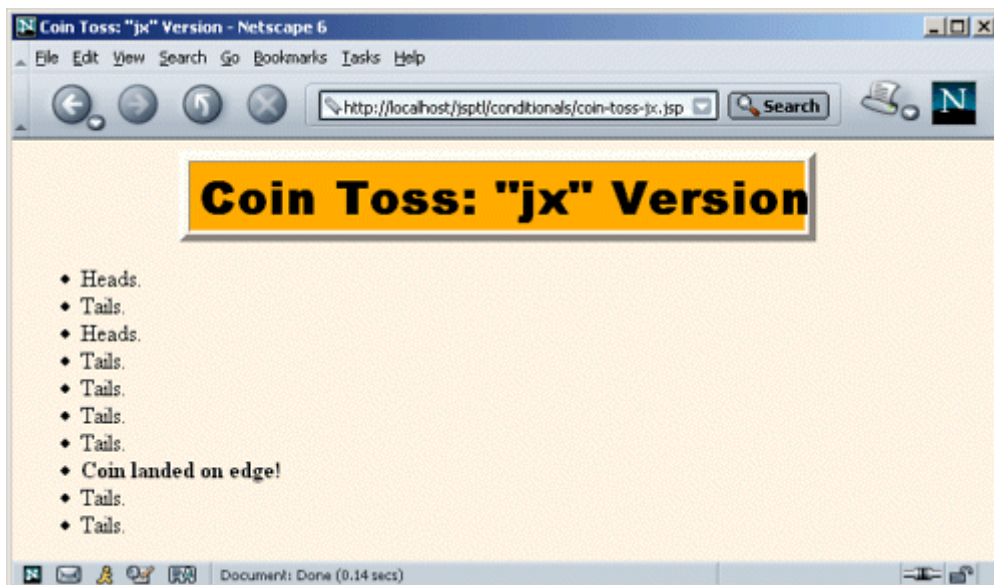 Coin Toss: "jx" Version - Netscape 6
File Edit View Search Go Bookmarks Tasks Help
http://localhost/jsptl/conditionals/coin-toss-jx.jsp Search N
Coin Toss: "jx" Version
Heads.
Tails.
Heads.
Tails.
Tails.
Tails.
Tails.
Coin landed on edge!
Tails.
Tails.
Document: Done (0.14 secs)